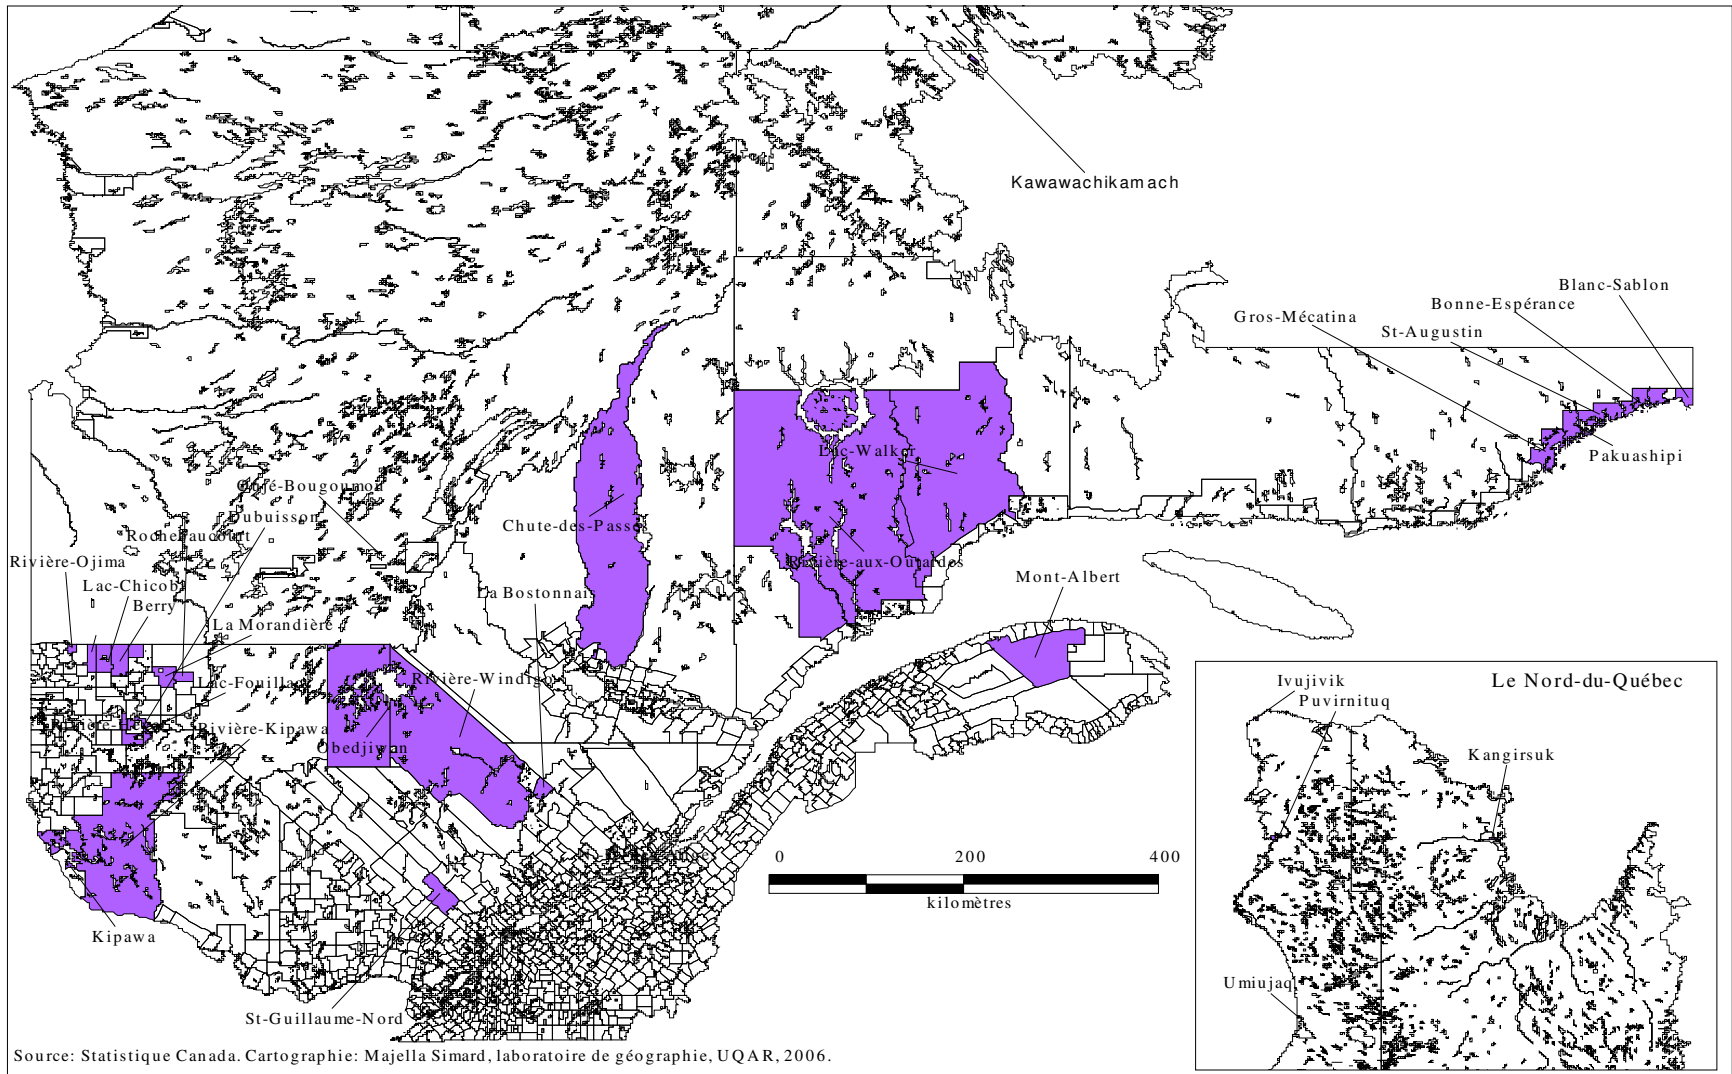 Kawawachikamach
Blanc-Sablon
Bonne-Espérance
Gros-Mécatina
St-Augustin
Pakuashipi
Lac-Walker
Oujé-Bougoumou
Dubuisson
Chute-des-Passes
Rochebaucourt
Rivière-Ojima
Rivière-aux-Outardes
Mont-Albert
Lac-Chicobi
La Bostonnais
Berry
La Morandière
Lac-Fouillac
Rivière-Windigo
Rivière-Kipawa
Obedjiwan
Kipawa
St-Guillaume-Nord
0 200 400
kilomètres
Le Nord-du-Québec
Ivujivik
Puvirnituq
Kangirsuk
Umiujaq
Source: Statistique Canada. Cartographie: Majella Simard, laboratoire de géographie, UQAR, 2006.